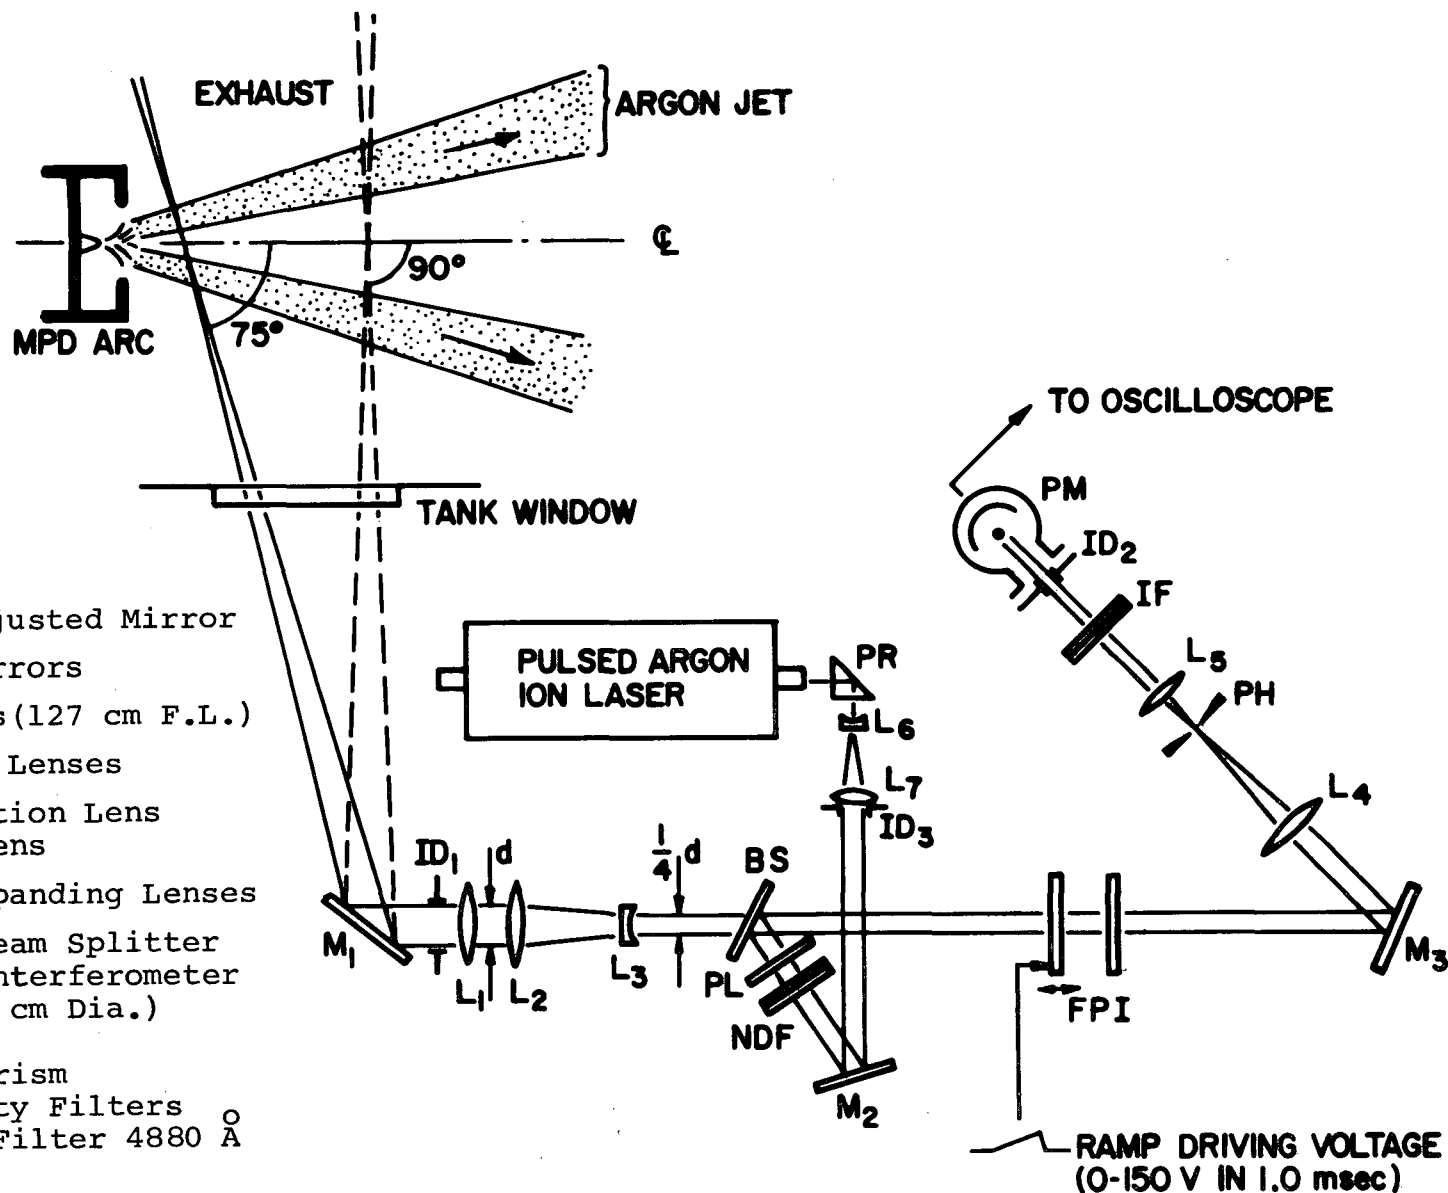 EXHAUST
ARGON JET
℄
90°
75°
MPD ARC
TO OSCILLOSCOPE
TANK WINDOW
PM
ID2
IF
L5
PH
L4
justed Mirror
rrors
s(127 cm F.L.)
Lenses
tion Lens
ens
panding Lenses
eam Splitter
nterferometer
cm Dia.)
rism
ty Filters
Filter 4880 Å
PULSED ARGON
ION LASER
PR
L6
L7
ID3
ID1
d
1/4 d
BS
M1
L1
L2
L3
PL
NDF
M2
FPI
M3
RAMP DRIVING VOLTAGE
(0-150 V IN 1.0 msec)